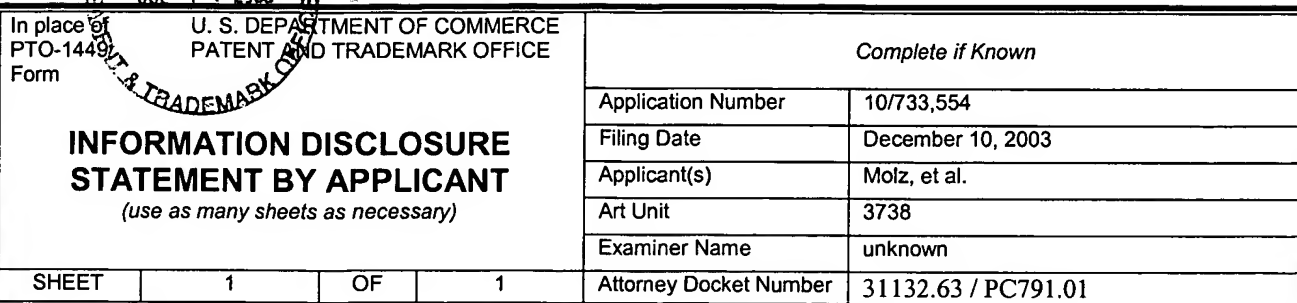 In place of U. S. DEPARTMENT OF COMMERCE
PTO-1449 PATENT AND TRADEMARK OFFICE
Form
& TRADEMARK
INFORMATION DISCLOSURE
STATEMENT BY APPLICANT
(use as many sheets as necessary)
SHEET 1 OF 1
Complete if Known
Application Number 10/733,554
Filing Date December 10, 2003
Applicant(s) Molz, et al.
Art Unit 3738
Examiner Name unknown
Attorney Docket Number 31132.63 / PC791.01